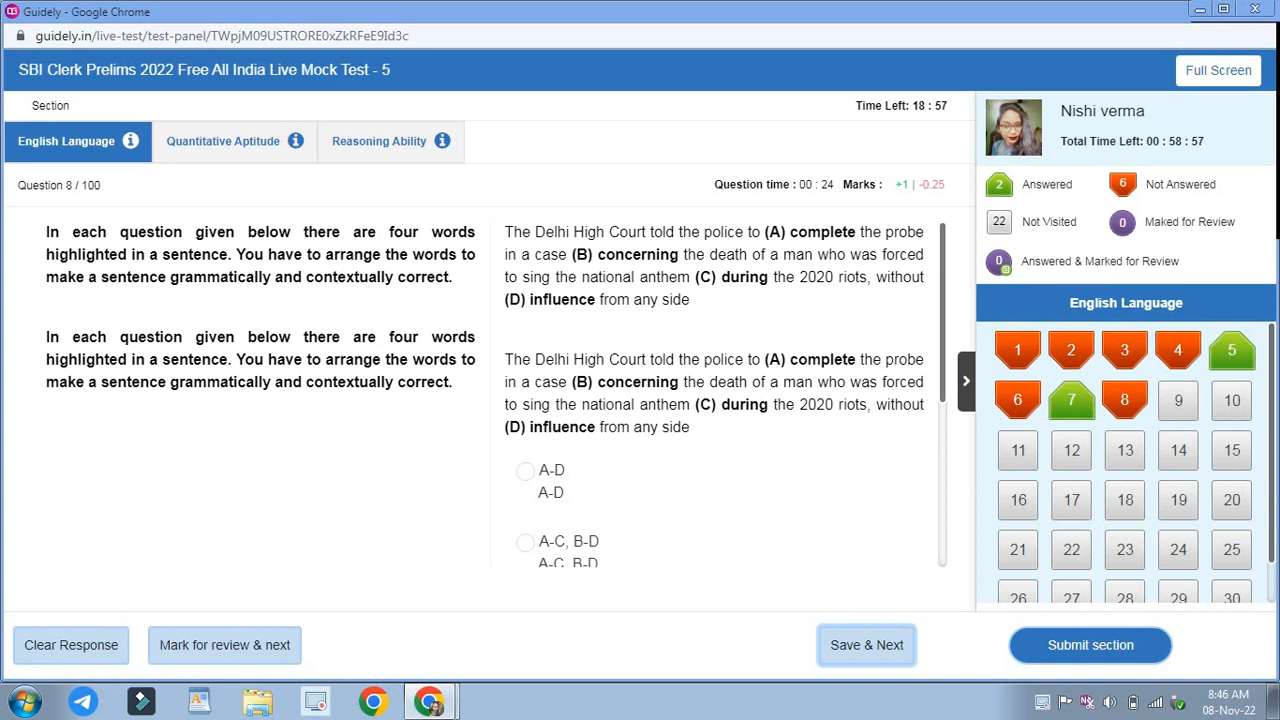 Guidely - Google Chrome
guidely.in/live-test/test-panel/TWpjM09USTRORE0xZkRFeE9Id3c
SBI Clerk Prelims 2022 Free All India Live Mock Test - 5
Full Screen
Section
Time Left: 18 : 57
English Language
Quantitative Aptitude
Reasoning Ability
Nishi verma
Total Time Left: 00 : 58 : 57
Question 8 / 100
Question time : 00 : 24 Marks : +1 | -0.25
2 Answered
6 Not Answered
22 Not Visited
0 Maked for Review
0 Answered & Marked for Review
In each question given below there are four words
highlighted in a sentence. You have to arrange the words to
make a sentence grammatically and contextually correct.
In each question given below there are four words
highlighted in a sentence. You have to arrange the words to
make a sentence grammatically and contextually correct.
The Delhi High Court told the police to (A) complete the probe
in a case (B) concerning the death of a man who was forced
to sing the national anthem (C) during the 2020 riots, without
(D) influence from any side
The Delhi High Court told the police to (A) complete the probe
in a case (B) concerning the death of a man who was forced
to sing the national anthem (C) during the 2020 riots, without
(D) influence from any side
A-D
A-D
A-C, B-D
A-C, B-D
English Language
1 2 3 4 5
6 7 8 9 10
11 12 13 14 15
16 17 18 19 20
21 22 23 24 25
26 27 28 29 30
Clear Response
Mark for review & next
Save & Next
Submit section
8:46 AM
08-Nov-22